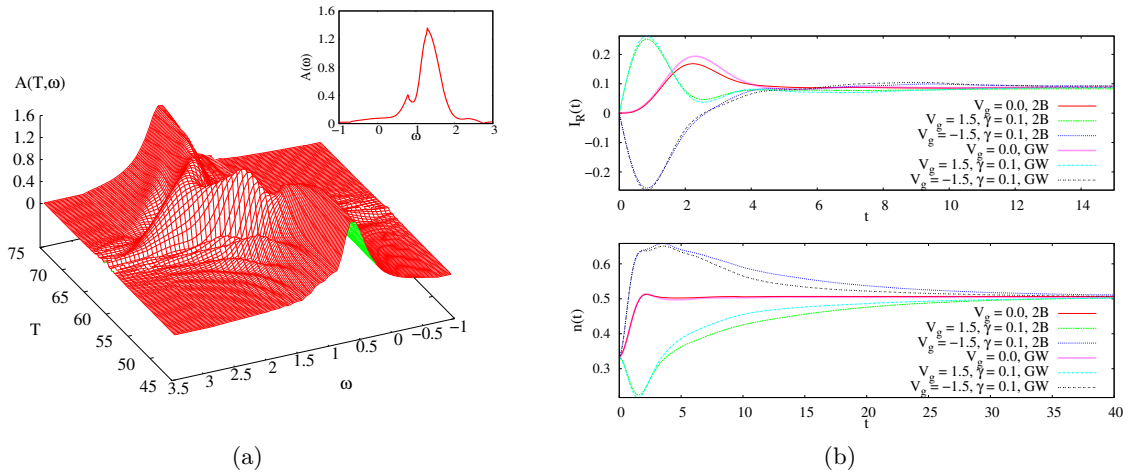 A(T,ω)
1.6
1.2
0.8
0.4
0
75
70
65
60
55
50
45
T
3.5
3
2.5
2
1.5
1
0.5
0
−0.5
−1
ω
1.6
1.2
0.8
0.4
0
A(ω)
−1
0
1
2
3
ω
(a)
0.2
0.1
0
−0.1
−0.2
I_R(t)
V_g = 0.0, 2B
V_g = 1.5, γ = 0.1, 2B
V_g = −1.5, γ = 0.1, 2B
V_g = 0.0, GW
V_g = 1.5, γ = 0.1, GW
V_g = −1.5, γ = 0.1, GW
0 2 4 6 8 10 12 14
t
0.6
0.5
0.4
0.3
n(t)
V_g = 0.0, 2B
V_g = 1.5, γ = 0.1, 2B
V_g = −1.5, γ = 0.1, 2B
V_g = 0.0, GW
V_g = 1.5, γ = 0.1, GW
V_g = −1.5, γ = 0.1, GW
0 5 10 15 20 25 30 35 40
t
(b)